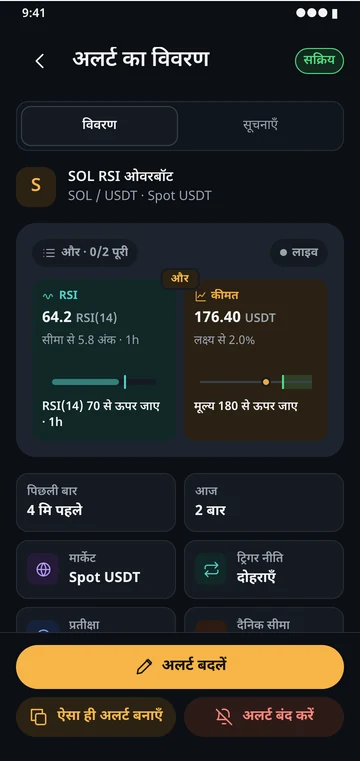 9:41
अलर्ट का विवरण
सक्रिय
विवरण
सूचनाएँ
S
SOL RSI ओवरबॉट
SOL / USDT · Spot USDT
और · 0/2 पूरी
लाइव
और
RSI
64.2 RSI(14)
सीमा से 5.8 अंक · 1h
RSI(14) 70 से ऊपर जाए
· 1h
कीमत
176.40 USDT
लक्ष्य से 2.0%
मूल्य 180 से ऊपर जाए
पिछली बार
4 मि पहले
आज
2 बार
मार्केट
Spot USDT
ट्रिगर नीति
दोहराएँ
प्रतीक्षा
दैनिक सीमा
अलर्ट बदलें
ऐसा ही अलर्ट बनाएँ
अलर्ट बंद करें